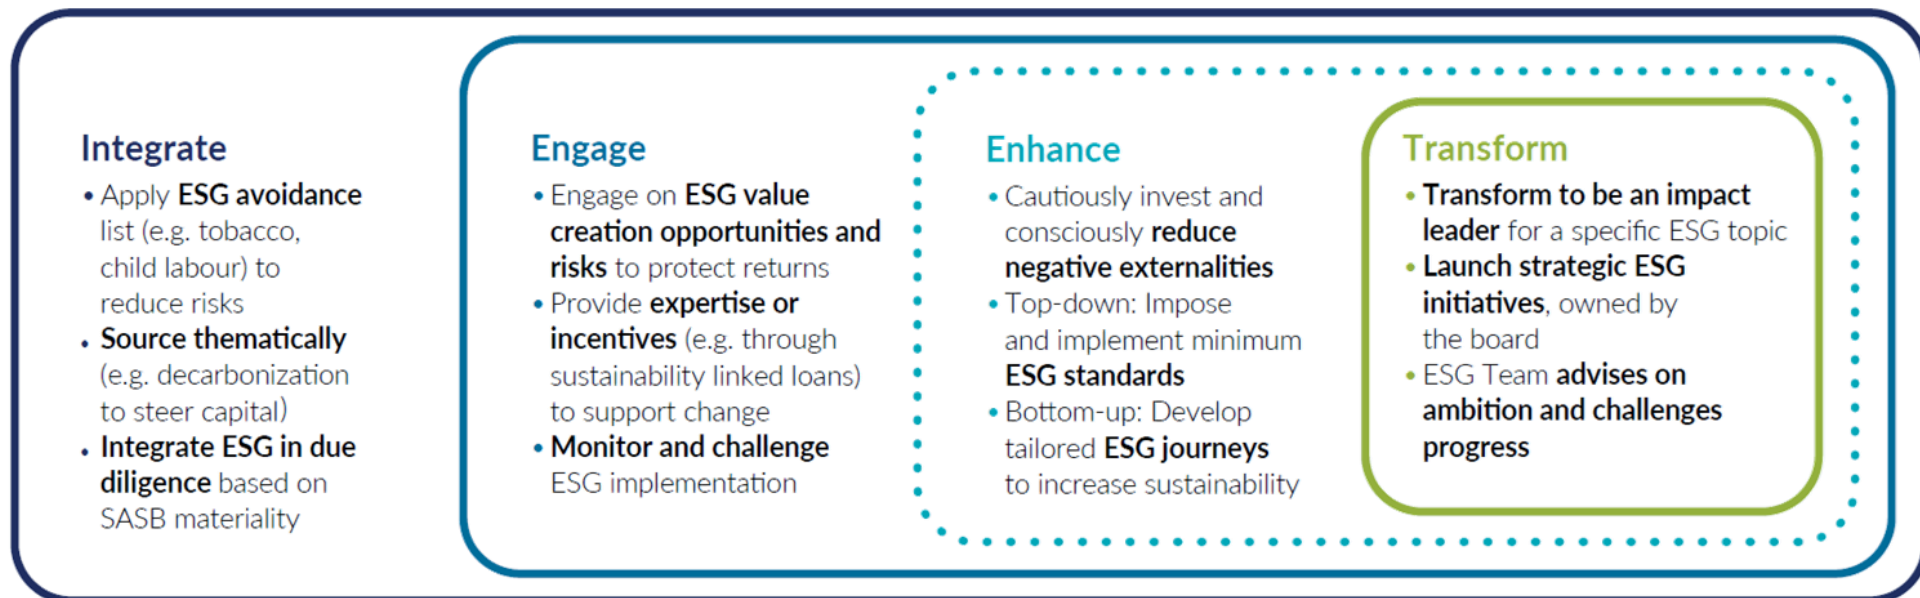 Integrate
• Apply ESG avoidance
list (e.g. tobacco,
child labour) to
reduce risks
• Source thematically
(e.g. decarbonization
to steer capital)
• Integrate ESG in due
diligence based on
SASB materiality
Engage
• Engage on ESG value
creation opportunities and
risks to protect returns
• Provide expertise or
incentives (e.g. through
sustainability linked loans)
to support change
• Monitor and challenge
ESG implementation
Enhance
• Cautiously invest and
consciously reduce
negative externalities
• Top-down: Impose
and implement minimum
ESG standards
• Bottom-up: Develop
tailored ESG journeys
to increase sustainability
Transform
• Transform to be an impact
leader for a specific ESG topic
• Launch strategic ESG
initiatives, owned by
the board
• ESG Team advises on
ambition and challenges
progress